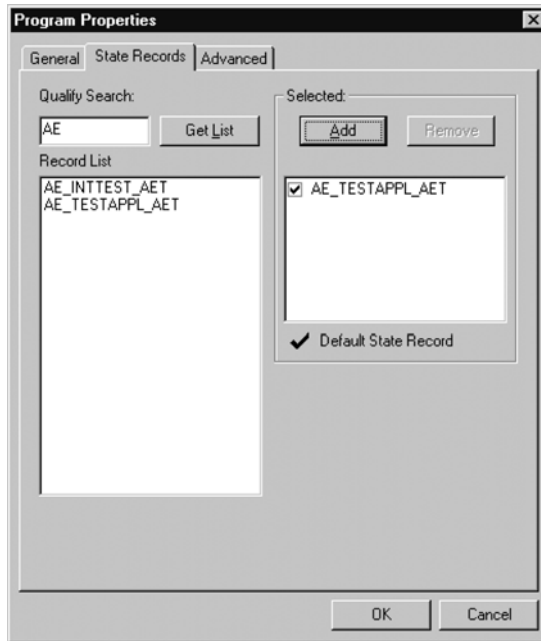 Program Properties
General State Records Advanced
Qualify Search:
AE
Get List
Record List
AE_INTTEST_AET
AE_TESTAPPL_AET
Selected:
Add Remove
AE_TESTAPPL_AET
Default State Record
OK Cancel